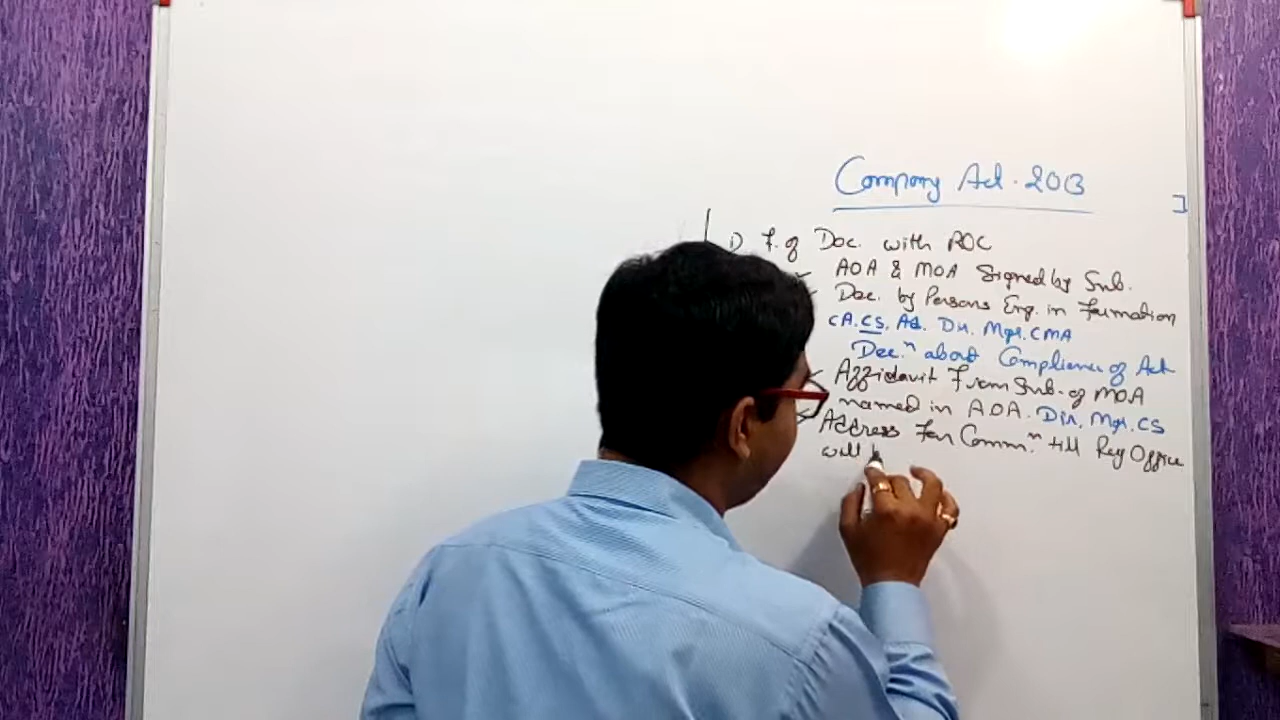 Company Act. 2013
1) F. of Doc. with ROC
AOA & MOA Signed by Sub.
Doc. by Persons Eng. in Formation
CA. CS. Ad. Dir. Mgr. CMA
Dec.ⁿ about Compliance of Act
Affidavit From Sub. of MOA
named in AOA. Dir. Mgr. CS
Address For Comm.ⁿ till Reg Office
will